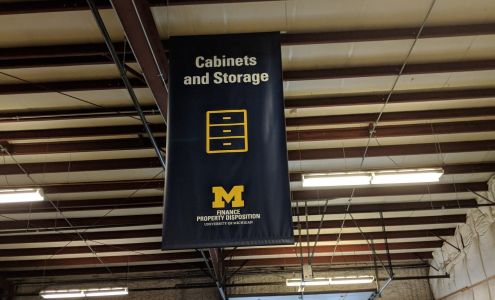 Cabinets
and Storage
M
FINANCE
PROPERTY DISPOSITION
UNIVERSITY OF MICHIGAN